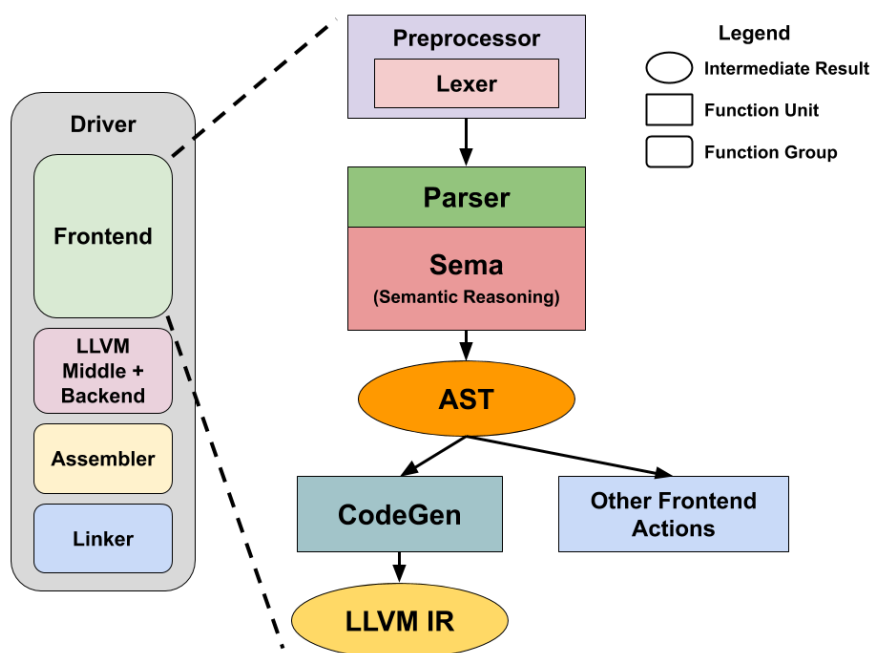 Preprocessor
Lexer
Legend
Intermediate Result
Function Unit
Function Group
Driver
Frontend
LLVM
Middle +
Backend
Assembler
Linker
Parser
Sema
(Semantic Reasoning)
AST
CodeGen
Other Frontend
Actions
LLVM IR